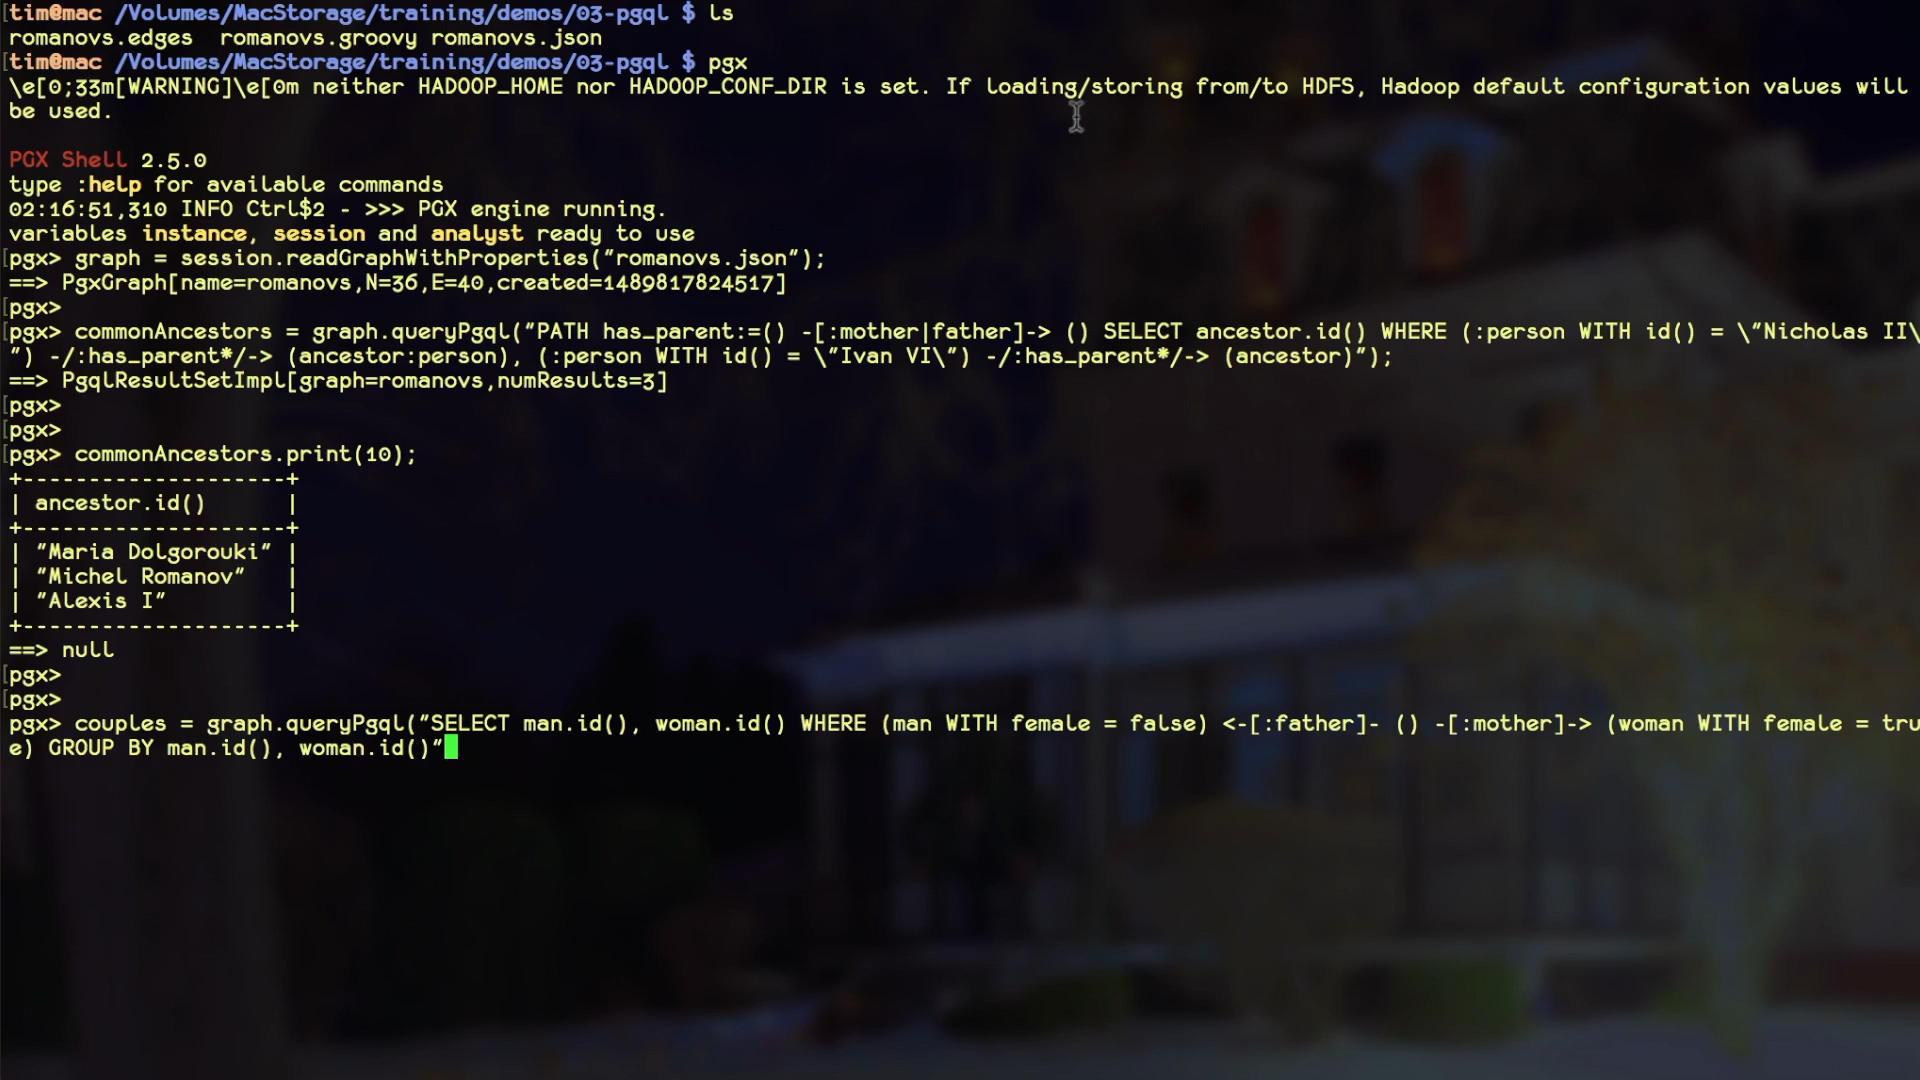 [tim@mac /Volumes/MacStorage/training/demos/03-pgql $ ls
romanovs.edges  romanovs.groovy romanovs.json
[tim@mac /Volumes/MacStorage/training/demos/03-pgql $ pgx
\e[0;33m[WARNING]\e[0m neither HADOOP_HOME nor HADOOP_CONF_DIR is set. If loading/storing from/to HDFS, Hadoop default configuration values will
be used.
PGX Shell 2.5.0
type :help for available commands
02:16:51,310 INFO Ctrl$2 - >>> PGX engine running.
variables instance, session and analyst ready to use
[pgx> graph = session.readGraphWithProperties("romanovs.json");
==> PgxGraph[name=romanovs,N=36,E=40,created=1489817824517]
[pgx>
[pgx> commonAncestors = graph.queryPgql("PATH has_parent:=() -[:mother|father]-> () SELECT ancestor.id() WHERE (:person WITH id() = \"Nicholas II\
") -/:has_parent*/-> (ancestor:person), (:person WITH id() = \"Ivan VI\") -/:has_parent*/-> (ancestor)");
==> PgqlResultSetImpl[graph=romanovs,numResults=3]
[pgx>
[pgx>
[pgx> commonAncestors.print(10);
+--------------------+
| ancestor.id()      |
+--------------------+
| "Maria Dolgorouki" |
| "Michel Romanov"   |
| "Alexis I"         |
+--------------------+
==> null
[pgx>
[pgx>
pgx> couples = graph.queryPgql("SELECT man.id(), woman.id() WHERE (man WITH female = false) <-[:father]- () -[:mother]-> (woman WITH female = tru
e) GROUP BY man.id(), woman.id()"